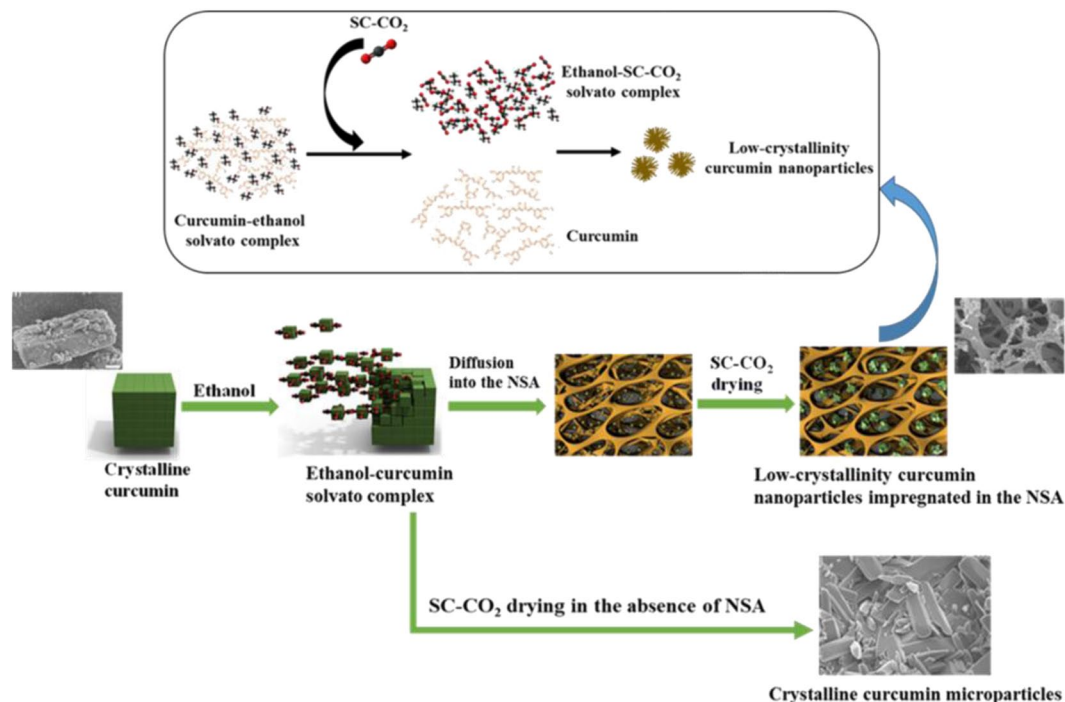 SC-CO₂
Ethanol-SC-CO₂
solvato complex
Low-crystallinity
curcumin nanoparticles
Curcumin-ethanol
solvato complex
Curcumin
Ethanol
Diffusion
into the NSA
SC-CO₂
drying
Crystalline
curcumin
Ethanol-curcumin
solvato complex
Low-crystallinity curcumin
nanoparticles impregnated in the NSA
SC-CO₂ drying in the absence of NSA
Crystalline curcumin microparticles